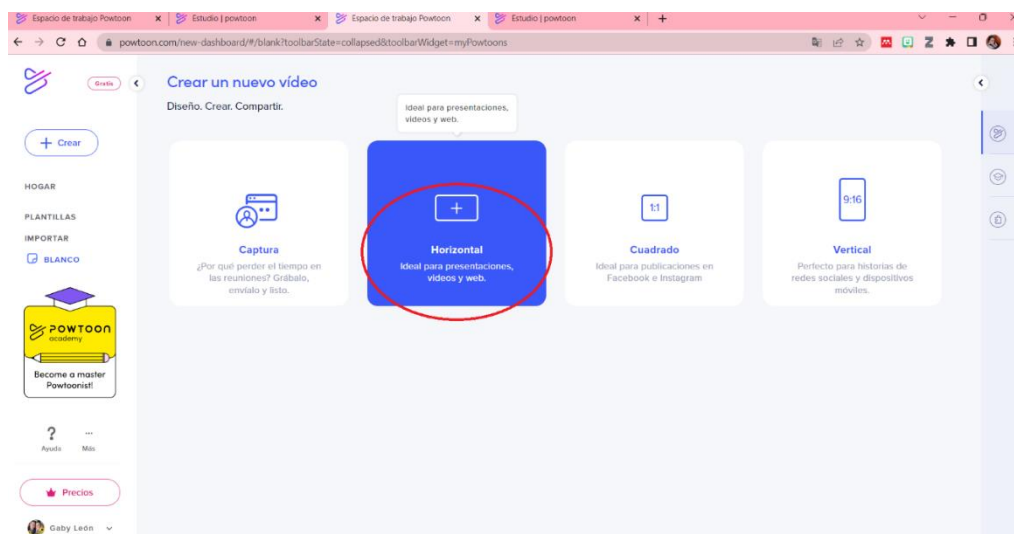 Espacio de trabajo Powtoon
Estudio | powtoon
Espacio de trabajo Powtoon
Estudio | powtoon
powtoon.com/new-dashboard/#/blank?toolbarState=collapsed&toolbarWidget=myPowtoons
Gratis
Crear un nuevo vídeo
Diseño. Crear. Compartir.
Ideal para presentaciones,
videos y web.
+ Crear
HOGAR
PLANTILLAS
IMPORTAR
BLANCO
Captura
¿Por qué perder el tiempo en
las reuniones? Grábalo,
envíalo y listo.
Horizontal
Ideal para presentaciones,
videos y web.
1:1
Cuadrado
Ideal para publicaciones en
Facebook e Instagram
9:16
Vertical
Perfecto para historias de
redes sociales y dispositivos
móviles.
POWTOON
academy
Become a master
Powtoonist!
?
Ayuda
...
Más
Precios
Gaby León